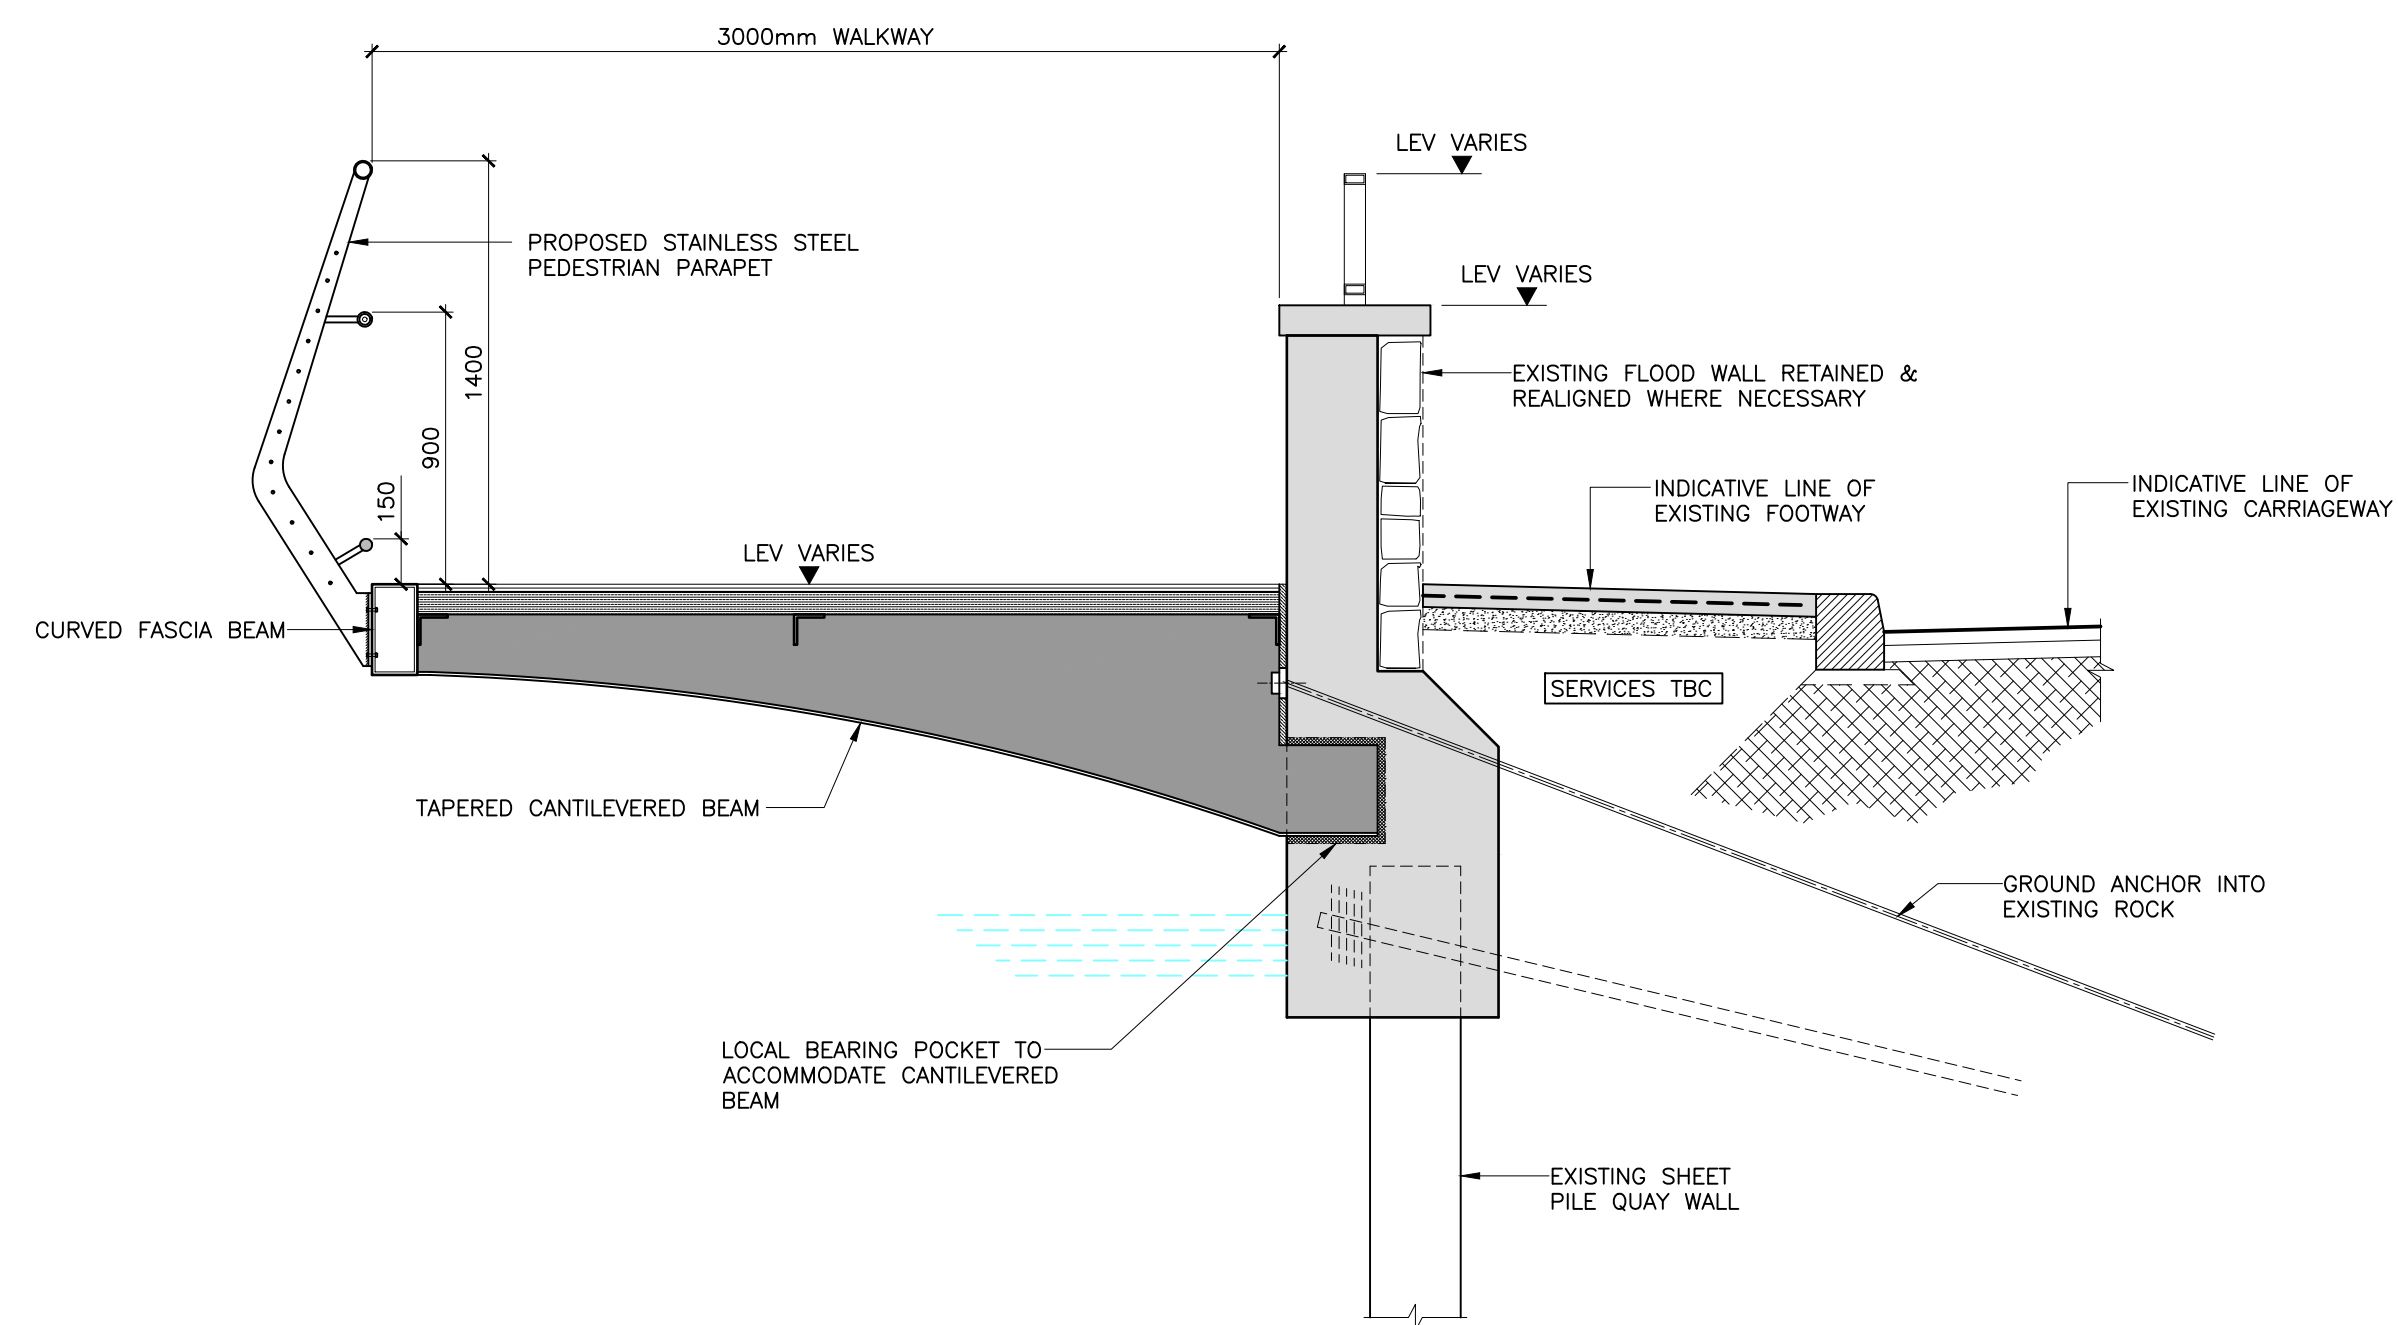 3000mm WALKWAY
LEV VARIES
PROPOSED STAINLESS STEEL
PEDESTRIAN PARAPET
LEV VARIES
1400
900
150
EXISTING FLOOD WALL RETAINED &
REALIGNED WHERE NECESSARY
INDICATIVE LINE OF
EXISTING FOOTWAY
INDICATIVE LINE OF
EXISTING CARRIAGEWAY
LEV VARIES
CURVED FASCIA BEAM
SERVICES TBC
TAPERED CANTILEVERED BEAM
GROUND ANCHOR INTO
EXISTING ROCK
LOCAL BEARING POCKET TO
ACCOMMODATE CANTILEVERED
BEAM
EXISTING SHEET
PILE QUAY WALL